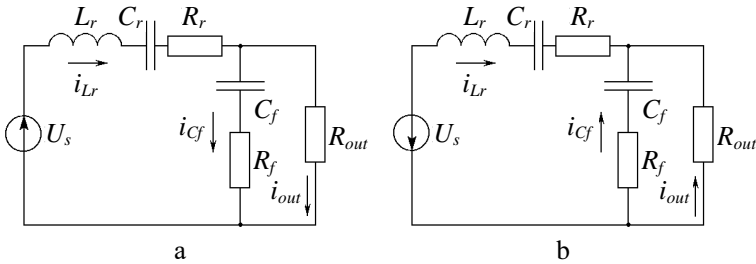 L_r C_r R_r
i_Lr
U_s
i_Cf
C_f
R_f
R_out
i_out
a
L_r C_r R_r
i_Lr
U_s
i_Cf
C_f
R_f
R_out
i_out
b